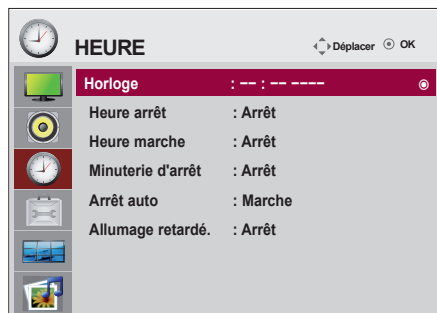 HEURE
Déplacer OK
Horloge : -- : -- ----
Heure arrêt : Arrêt
Heure marche : Arrêt
Minuterie d'arrêt : Arrêt
Arrêt auto : Marche
Allumage retardé. : Arrêt